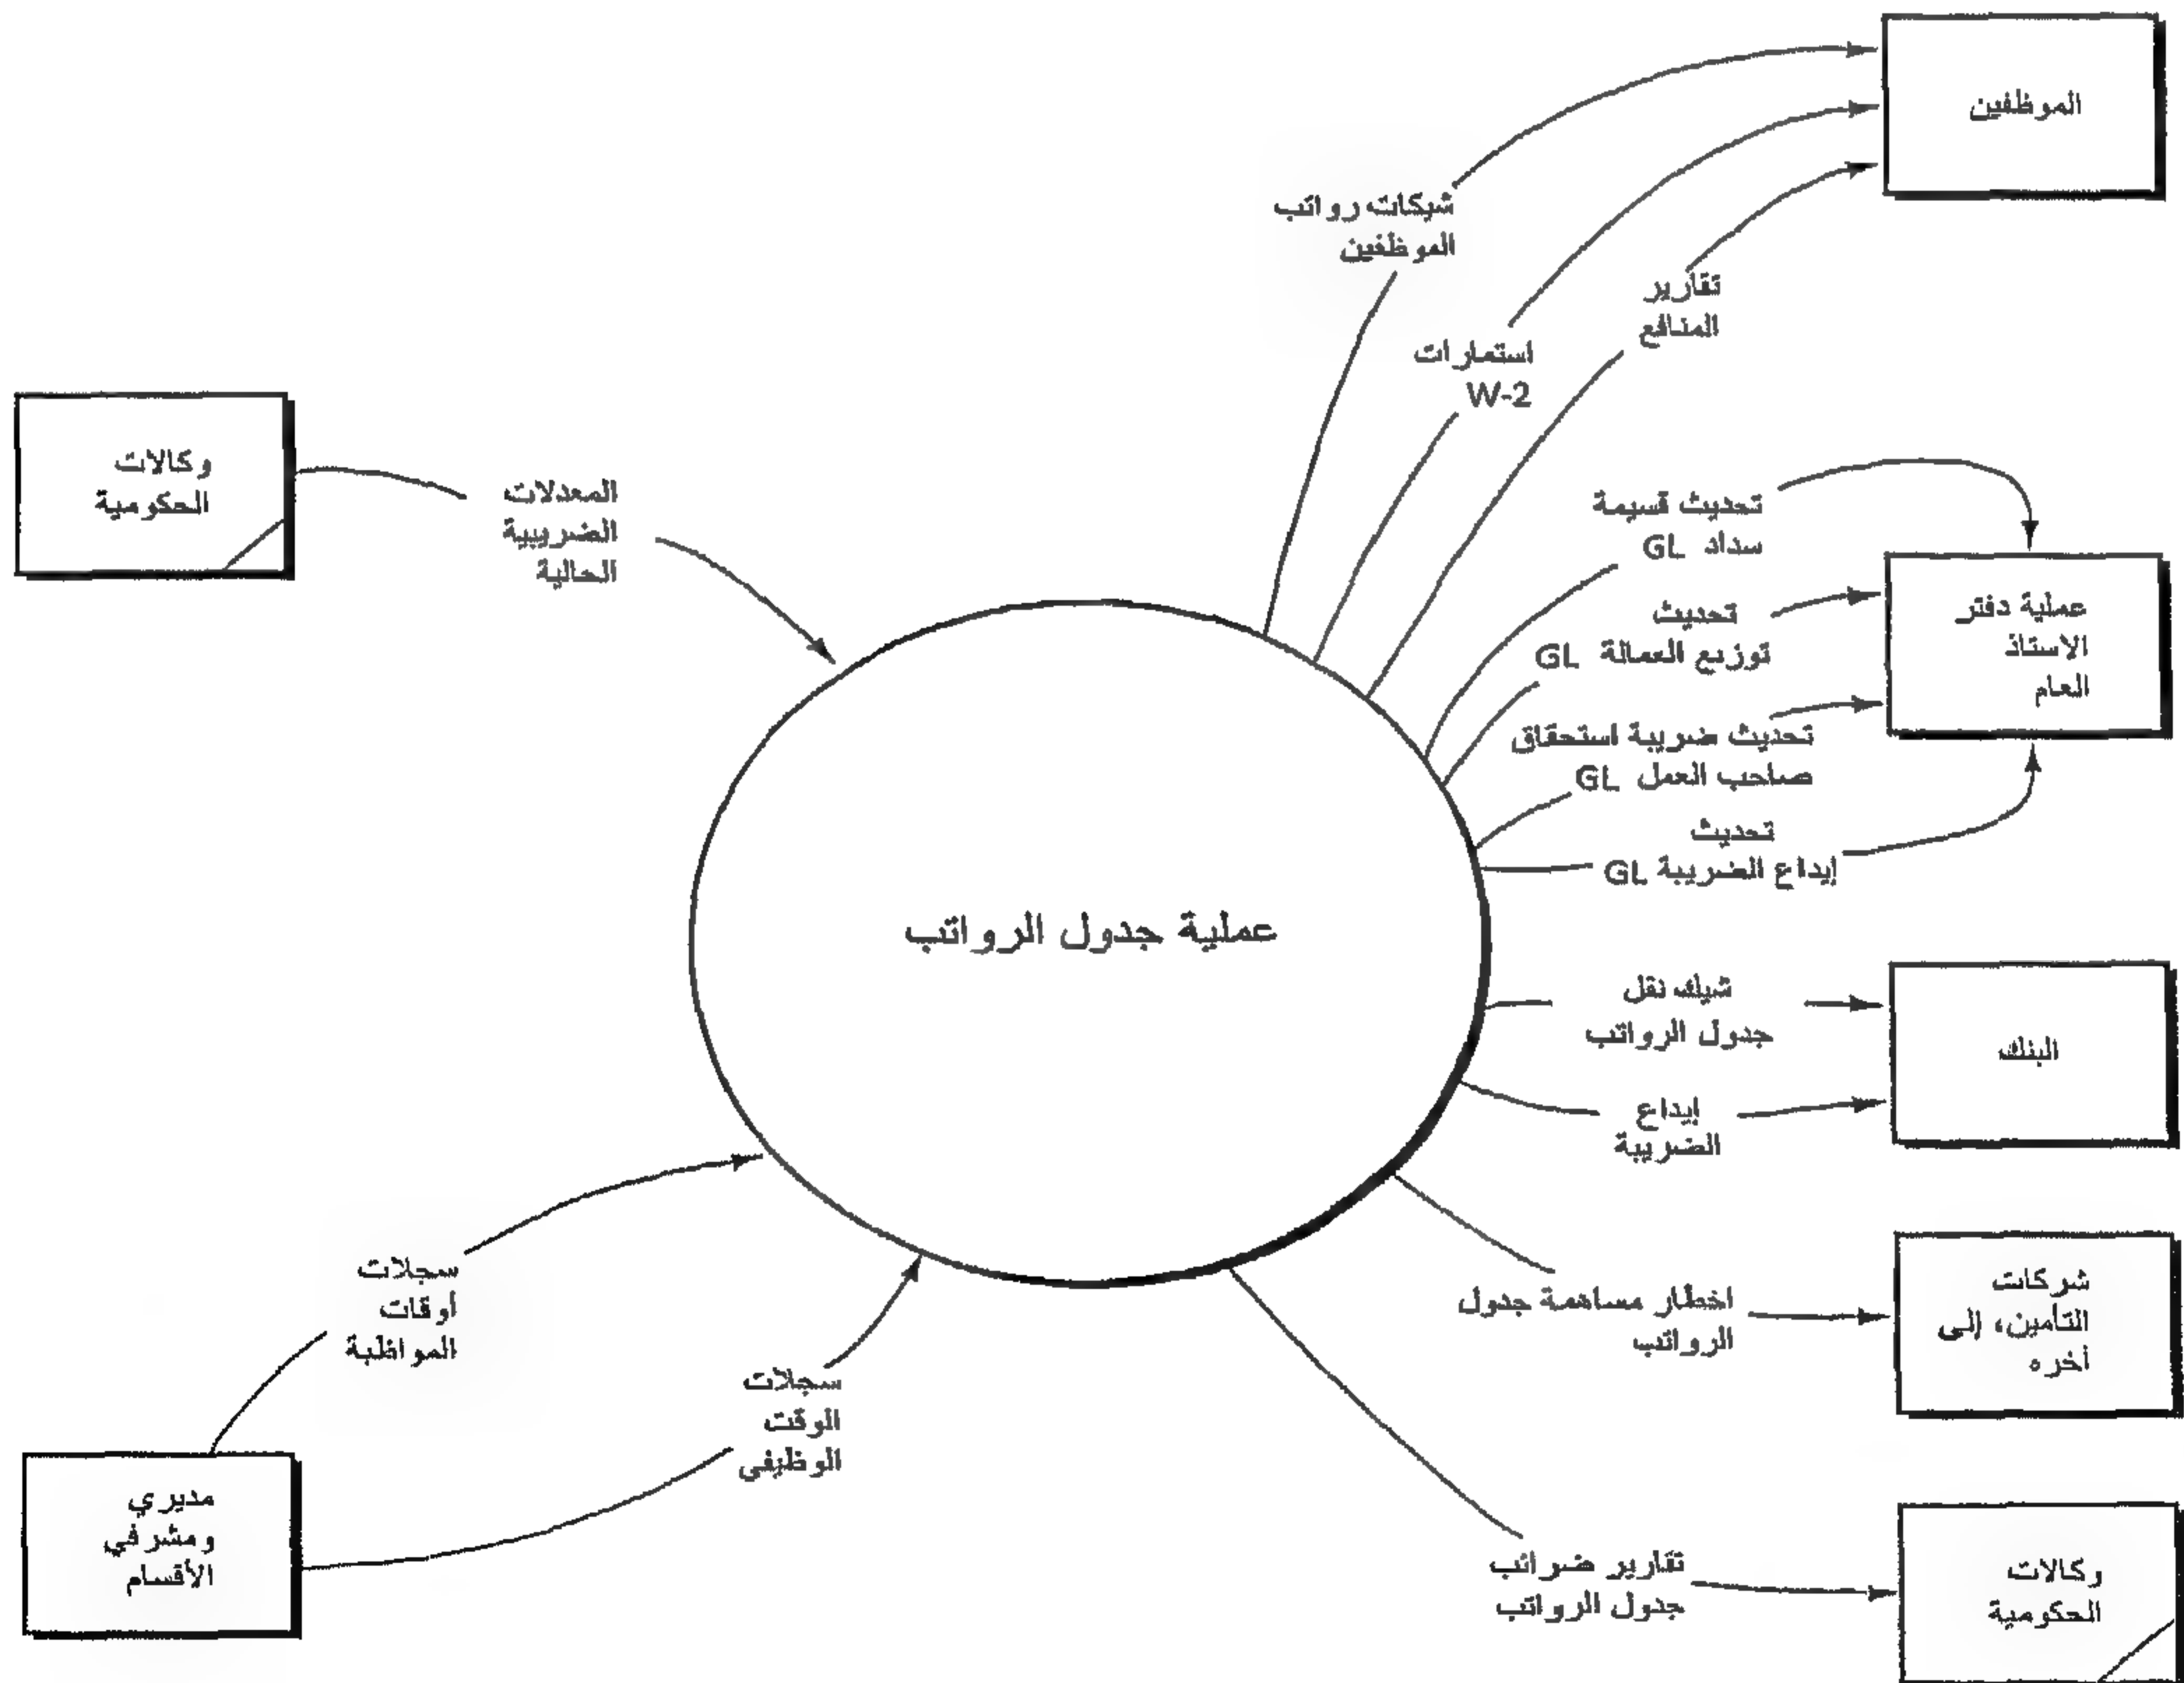 الموظفين
شيكات رواتب
الموظفين
تقارير
المنافع
استمارات
W-2
وكالات
الحكومية
المعدلات
الضريبية
الحالية
تحديث قسيمة
سداد GL
تحديث
توزيع العمالة GL
عملية دفتر
الاستاذ
العام
تحديث ضريبة استحقاق
صاحب العمل GL
تحديث
إيداع الضريبة GL
عملية جدول الرواتب
شيك نقل
جدول الرواتب
البنك
إيداع
الضريبة
سجلات
أوقات
المواظبة
اخطار مساهمة جدول
الرواتب
شركات
التأمين، إلى
أخره
سجلات
الوقت
الوظيفي
مديري
ومشرفي
الأقسام
تقارير ضرائب
جدول الرواتب
وكالات
الحكومية